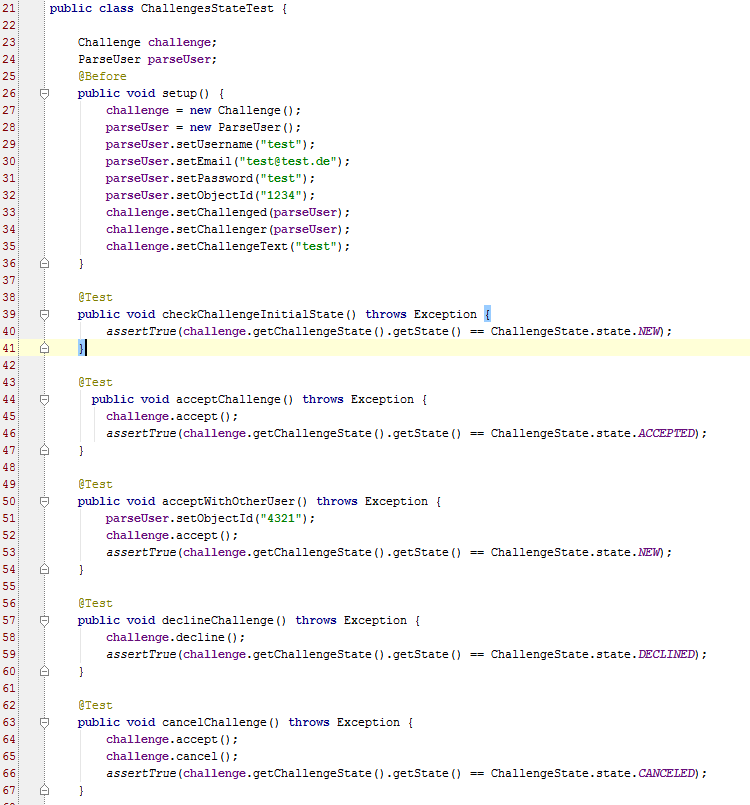 21 public class ChallengesStateTest {
22
23     Challenge challenge;
24     ParseUser parseUser;
25     @Before
26     public void setup() {
27         challenge = new Challenge();
28         parseUser = new ParseUser();
29         parseUser.setUsername("test");
30         parseUser.setEmail("test@test.de");
31         parseUser.setPassword("test");
32         parseUser.setObjectId("1234");
33         challenge.setChallenged(parseUser);
34         challenge.setChallenger(parseUser);
35         challenge.setChallengeText("test");
36     }
37
38     @Test
39     public void checkChallengeInitialState() throws Exception {
40         assertTrue(challenge.getChallengeState().getState() == ChallengeState.state.NEW);
41     }
42
43     @Test
44       public void acceptChallenge() throws Exception {
45         challenge.accept();
46         assertTrue(challenge.getChallengeState().getState() == ChallengeState.state.ACCEPTED);
47     }
48
49     @Test
50     public void acceptWithOtherUser() throws Exception {
51         parseUser.setObjectId("4321");
52         challenge.accept();
53         assertTrue(challenge.getChallengeState().getState() == ChallengeState.state.NEW);
54     }
55
56     @Test
57     public void declineChallenge() throws Exception {
58         challenge.decline();
59         assertTrue(challenge.getChallengeState().getState() == ChallengeState.state.DECLINED);
60     }
61
62     @Test
63     public void cancelChallenge() throws Exception {
64         challenge.accept();
65         challenge.cancel();
66         assertTrue(challenge.getChallengeState().getState() == ChallengeState.state.CANCELED);
67     }